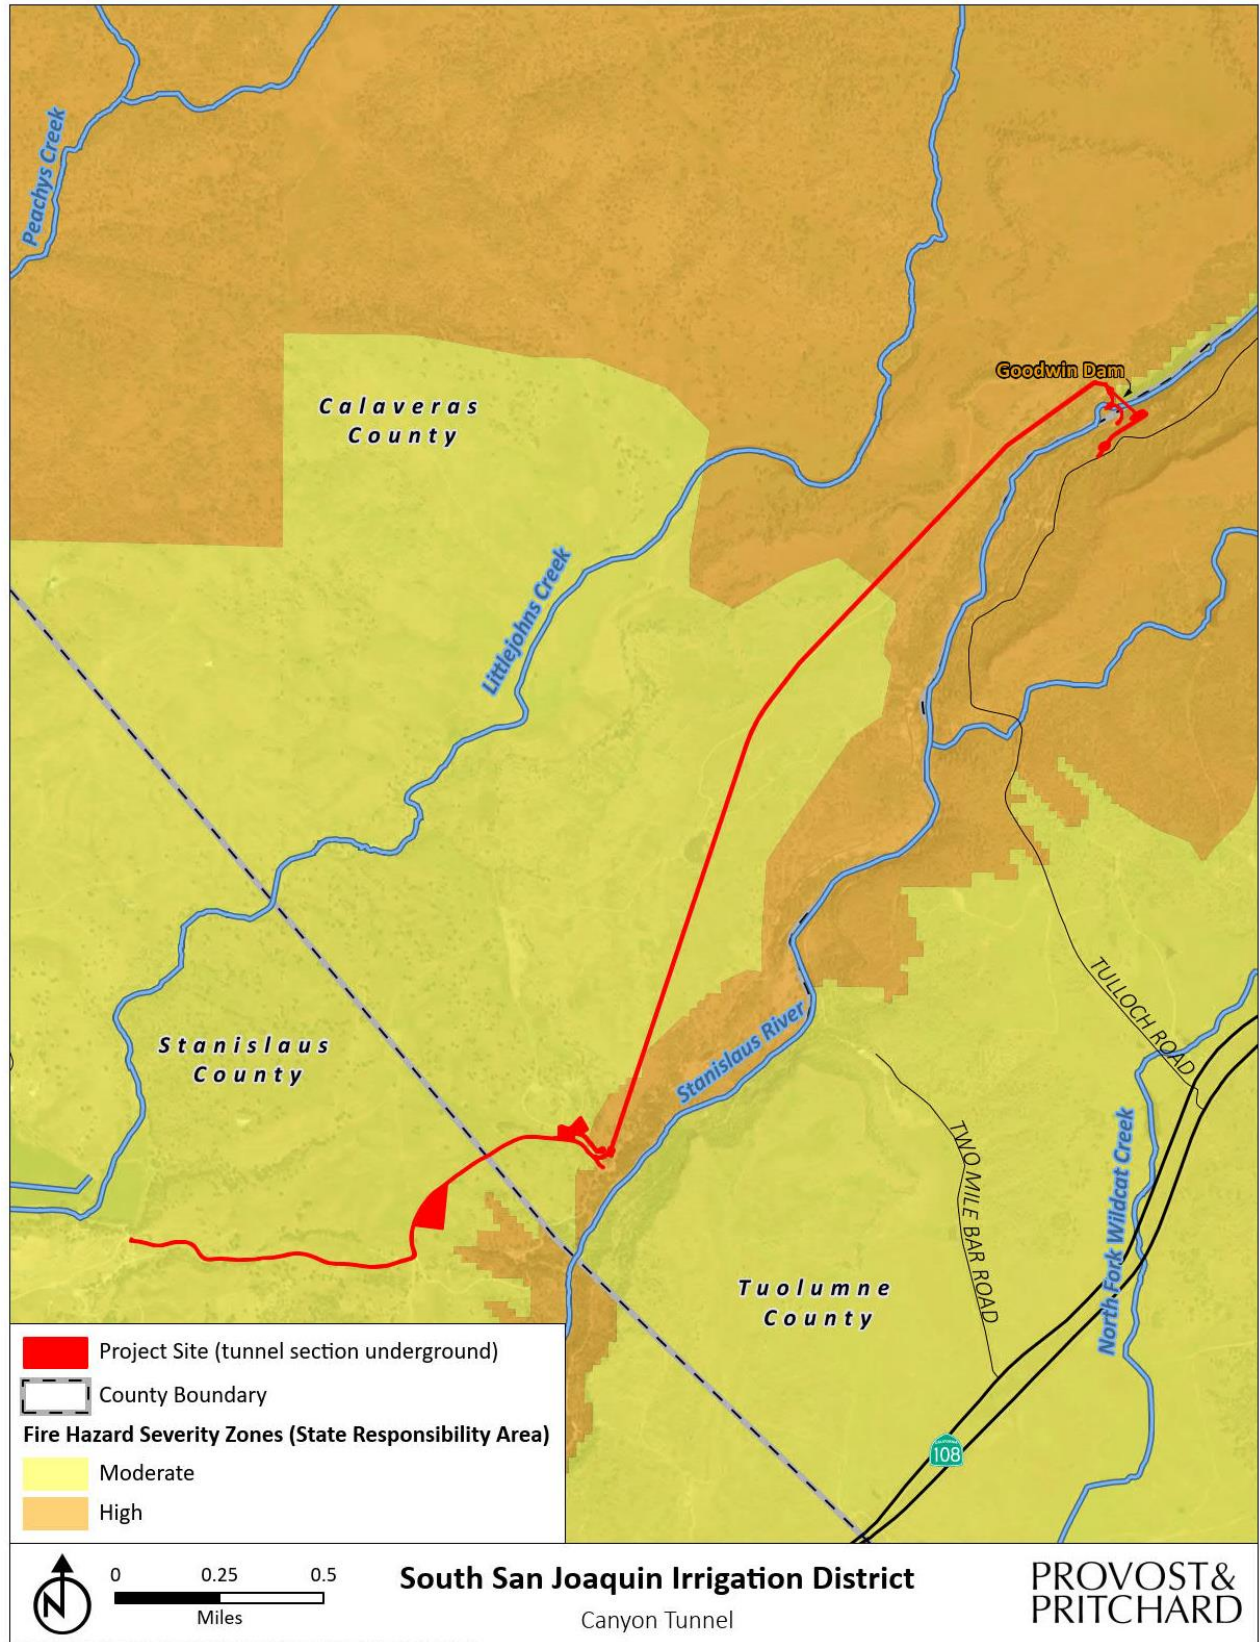 Peachys Creek
Goodwin Dam
Calaveras
County
Littlejohns Creek
Stanislaus
County
Stanislaus River
TULLOCH ROAD
TWO MILE BAR ROAD
North Fork Wildcat Creek
Tuolumne
County
CALIFORNIA
108
Project Site (tunnel section underground)
County Boundary
Fire Hazard Severity Zones (State Responsibility Area)
Moderate
High
N
0 0.25 0.5
Miles
South San Joaquin Irrigation District
Canyon Tunnel
PROVOST&
PRITCHARD